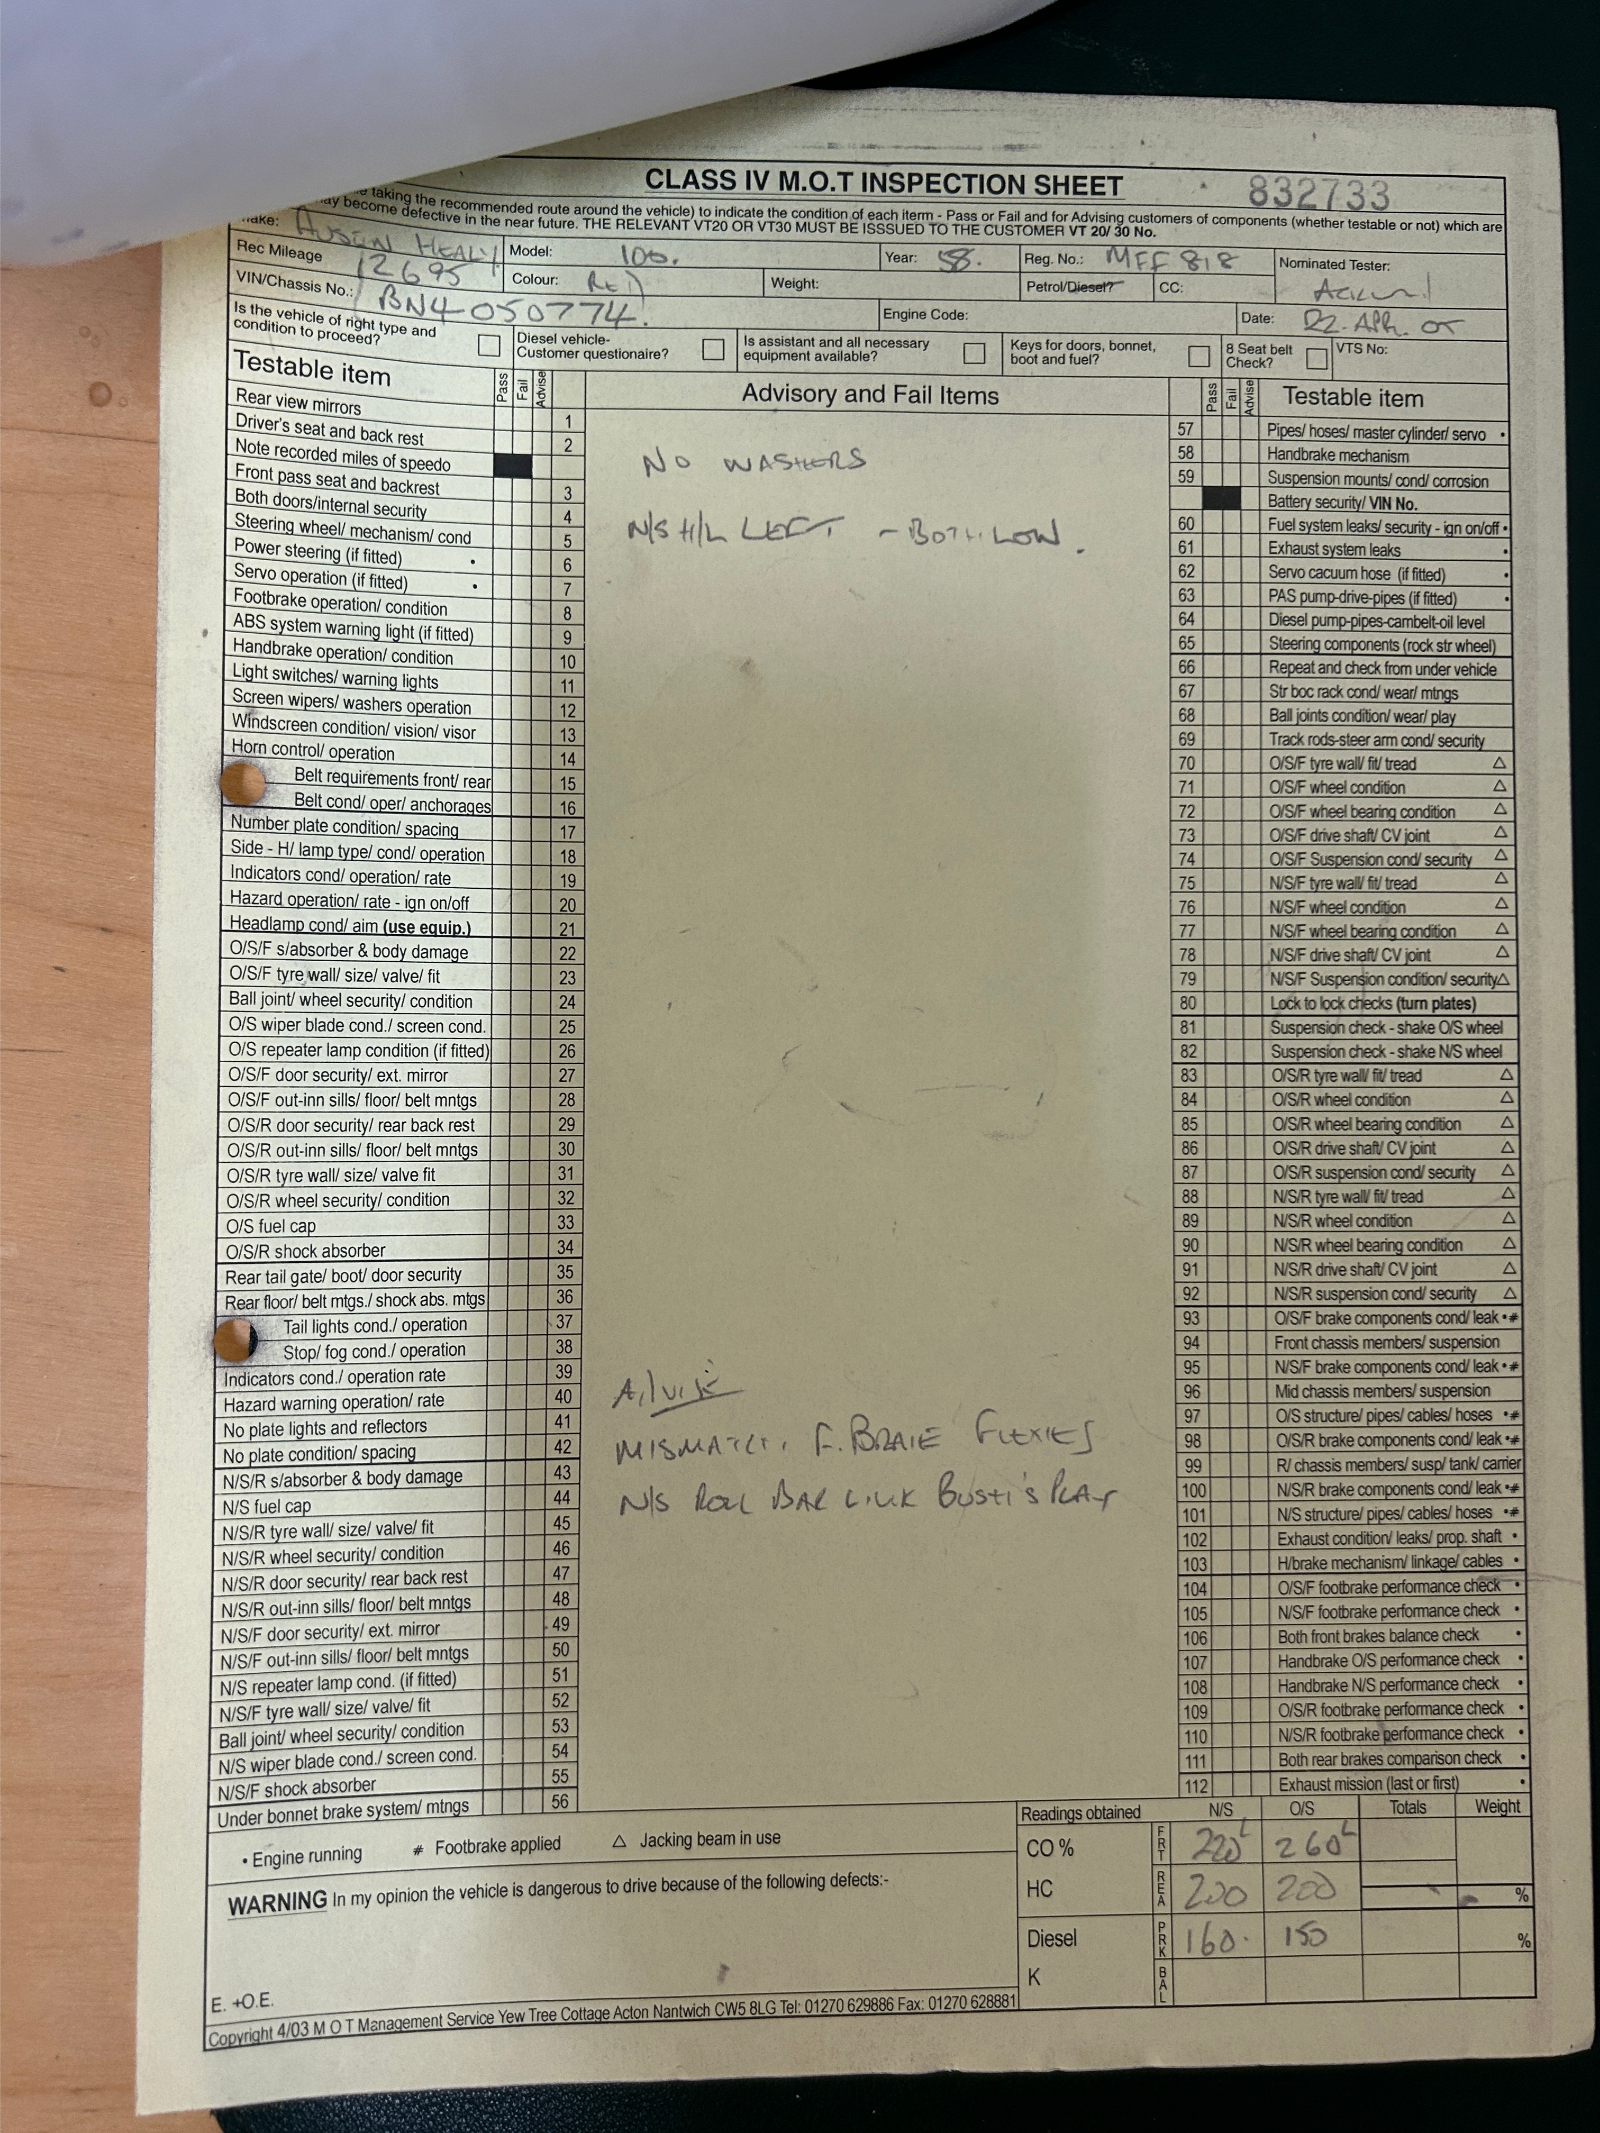 CLASS IV M.O.T INSPECTION SHEET
832733
taking the recommended route around the vehicle) to indicate the condition of each iterm - Pass or Fail and for Advising customers of components (whether testable or not) which are
may become defective in the near future. THE RELEVANT VT20 OR VT30 MUST BE ISSSUED TO THE CUSTOMER VT 20/ 30 No.
Make: AUSTIN HEALY Model: 100. Year: 58. Reg. No.: MFF 818 Nominated Tester:
Rec Mileage 12695 Colour: RED Weight: Petrol/Diesel? CC:
VIN/Chassis No.: BN4 050774. Engine Code: Date: 22. APR. 05
Is the vehicle of right type and condition to proceed?
Diesel vehicle- Customer questionaire?
Is assistant and all necessary equipment available?
Keys for doors, bonnet, boot and fuel?
8 Seat belt Check?
VTS No:
Testable item Pass Fail Advise
Rear view mirrors 1
Driver's seat and back rest 2
Note recorded miles of speedo
Front pass seat and backrest 3
Both doors/internal security 4
Steering wheel/ mechanism/ cond 5
Power steering (if fitted) • 6
Servo operation (if fitted) • 7
Footbrake operation/ condition 8
ABS system warning light (if fitted) 9
Handbrake operation/ condition 10
Light switches/ warning lights 11
Screen wipers/ washers operation 12
Windscreen condition/ vision/ visor 13
Horn control/ operation 14
Belt requirements front/ rear 15
Belt cond/ oper/ anchorages 16
Number plate condition/ spacing 17
Side - H/ lamp type/ cond/ operation 18
Indicators cond/ operation/ rate 19
Hazard operation/ rate - ign on/off 20
Headlamp cond/ aim (use equip.) 21
O/S/F s/absorber & body damage 22
O/S/F tyre wall/ size/ valve/ fit 23
Ball joint/ wheel security/ condition 24
O/S wiper blade cond./ screen cond. 25
O/S repeater lamp condition (if fitted) 26
O/S/F door security/ ext. mirror 27
O/S/F out-inn sills/ floor/ belt mntgs 28
O/S/R door security/ rear back rest 29
O/S/R out-inn sills/ floor/ belt mntgs 30
O/S/R tyre wall/ size/ valve fit 31
O/S/R wheel security/ condition 32
O/S fuel cap 33
O/S/R shock absorber 34
Rear tail gate/ boot/ door security 35
Rear floor/ belt mtgs./ shock abs. mtgs 36
Tail lights cond./ operation 37
Stop/ fog cond./ operation 38
Indicators cond./ operation rate 39
Hazard warning operation/ rate 40
No plate lights and reflectors 41
No plate condition/ spacing 42
N/S/R s/absorber & body damage 43
N/S fuel cap 44
N/S/R tyre wall/ size/ valve/ fit 45
N/S/R wheel security/ condition 46
N/S/R door security/ rear back rest 47
N/S/R out-inn sills/ floor/ belt mntgs 48
N/S/F door security/ ext. mirror 49
N/S/F out-inn sills/ floor/ belt mntgs 50
N/S repeater lamp cond. (if fitted) 51
N/S/F tyre wall/ size/ valve/ fit 52
Ball joint/ wheel security/ condition 53
N/S wiper blade cond./ screen cond. 54
N/S/F shock absorber 55
Under bonnet brake system/ mtngs 56
Advisory and Fail Items
NO WASHERS
N/S H/L LEFT - BOTH LOW.
Advise
MISMATCH. F. BRAKE FLEXIES
N/S ROLL BAR LINK BUSH'S PLAY
Pass Fail Advise Testable item
57 Pipes/ hoses/ master cylinder/ servo •
58 Handbrake mechanism
59 Suspension mounts/ cond/ corrosion
Battery security/ VIN No.
60 Fuel system leaks/ security - ign on/off •
61 Exhaust system leaks •
62 Servo cacuum hose (if fitted) •
63 PAS pump-drive-pipes (if fitted) •
64 Diesel pump-pipes-cambelt-oil level
65 Steering components (rock str wheel)
66 Repeat and check from under vehicle
67 Str boc rack cond/ wear/ mtngs
68 Ball joints condition/ wear/ play
69 Track rods-steer arm cond/ security
70 O/S/F tyre wall/ fit/ tread △
71 O/S/F wheel condition △
72 O/S/F wheel bearing condition △
73 O/S/F drive shaft/ CV joint △
74 O/S/F Suspension cond/ security △
75 N/S/F tyre wall/ fit/ tread △
76 N/S/F wheel condition △
77 N/S/F wheel bearing condition △
78 N/S/F drive shaft/ CV joint △
79 N/S/F Suspension condition/ security△
80 Lock to lock checks (turn plates)
81 Suspension check - shake O/S wheel
82 Suspension check - shake N/S wheel
83 O/S/R tyre wall/ fit/ tread △
84 O/S/R wheel condition △
85 O/S/R wheel bearing condition △
86 O/S/R drive shaft/ CV joint △
87 O/S/R suspension cond/ security △
88 N/S/R tyre wall/ fit/ tread △
89 N/S/R wheel condition △
90 N/S/R wheel bearing condition △
91 N/S/R drive shaft/ CV joint △
92 N/S/R suspension cond/ security △
93 O/S/F brake components cond/ leak •#
94 Front chassis members/ suspension
95 N/S/F brake components cond/ leak •#
96 Mid chassis members/ suspension
97 O/S structure/ pipes/ cables/ hoses •#
98 O/S/R brake components cond/ leak •#
99 R/ chassis members/ susp/ tank/ carrier
100 N/S/R brake components cond/ leak •#
101 N/S structure/ pipes/ cables/ hoses •#
102 Exhaust condition/ leaks/ prop. shaft •
103 H/brake mechanism/ linkage/ cables •
104 O/S/F footbrake performance check •
105 N/S/F footbrake performance check •
106 Both front brakes balance check •
107 Handbrake O/S performance check •
108 Handbrake N/S performance check •
109 O/S/R footbrake performance check •
110 N/S/R footbrake performance check •
111 Both rear brakes comparison check •
112 Exhaust mission (last or first) •
• Engine running # Footbrake applied △ Jacking beam in use
WARNING In my opinion the vehicle is dangerous to drive because of the following defects:-
E. +O.E.
Readings obtained N/S O/S Totals Weight
CO % FRT 220L 260L
HC REA 200 200 %
Diesel PRK 160. 150 %
K BAL
Copyright 4/03 M O T Management Service Yew Tree Cottage Acton Nantwich CW5 8LG Tel: 01270 629886 Fax: 01270 628881